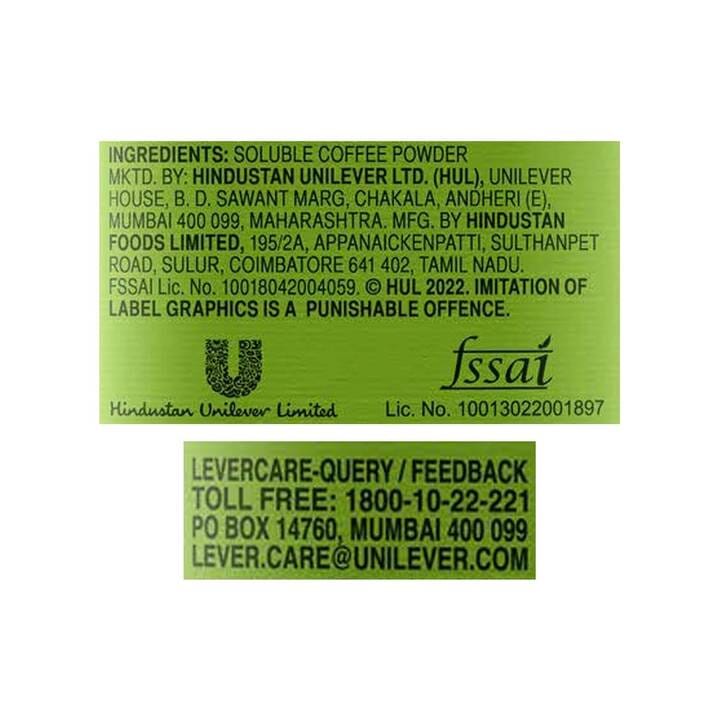 INGREDIENTS: SOLUBLE COFFEE POWDER
MKTD. BY: HINDUSTAN UNILEVER LTD. (HUL), UNILEVER
HOUSE, B. D. SAWANT MARG, CHAKALA, ANDHERI (E),
MUMBAI 400 099, MAHARASHTRA. MFG. BY HINDUSTAN
FOODS LIMITED, 195/2A, APPANAICKENPATTI, SULTHANPET
ROAD, SULUR, COIMBATORE 641 402, TAMIL NADU.
FSSAI Lic. No. 10018042004059. © HUL 2022. IMITATION OF
LABEL GRAPHICS IS A PUNISHABLE OFFENCE.
Hindustan Unilever Limited
fssai
Lic. No. 10013022001897
LEVERCARE-QUERY / FEEDBACK
TOLL FREE: 1800-10-22-221
PO BOX 14760, MUMBAI 400 099
LEVER.CARE@UNILEVER.COM